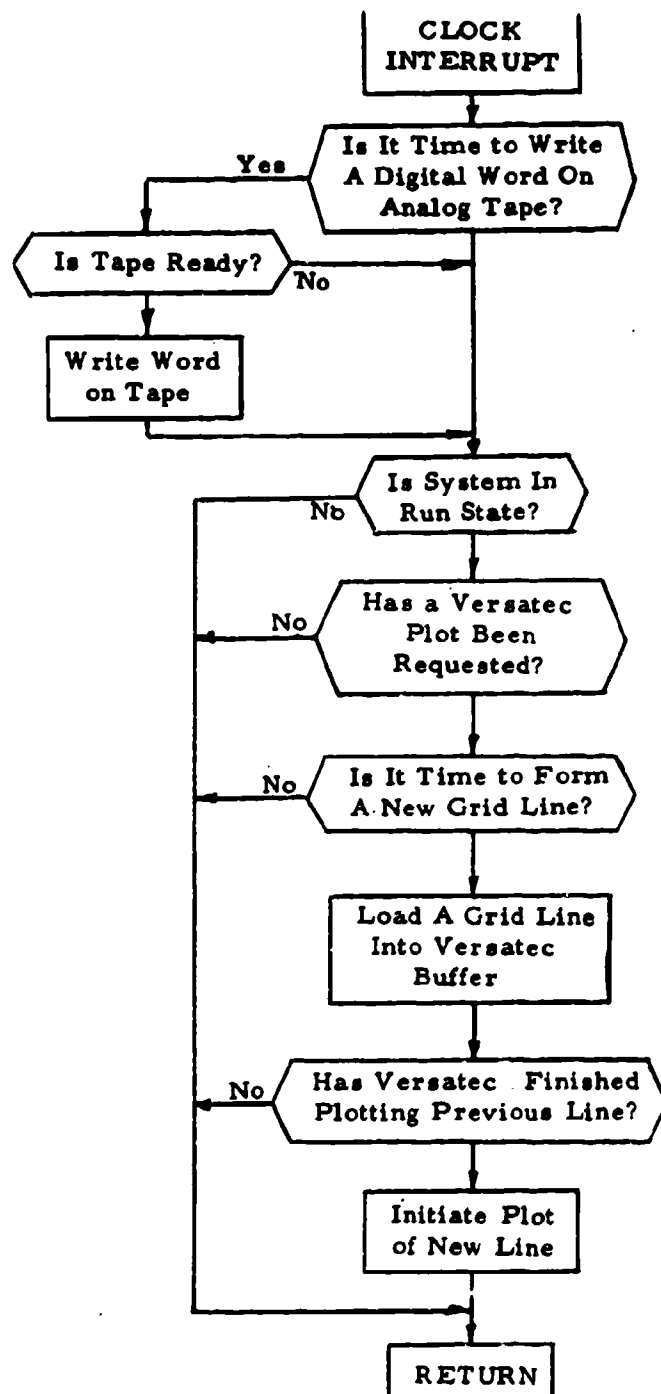 CLOCK
INTERRUPT
Is It Time to Write
A Digital Word On
Analog Tape?
Yes
Is Tape Ready?
No
Write Word
on Tape
Is System In
Run State?
No
Has a Versatec
Plot Been
Requested?
No
Is It Time to Form
A New Grid Line?
No
Load A Grid Line
Into Versatec
Buffer
Has Versatec Finished
Plotting Previous Line?
No
Initiate Plot
of New Line
RETURN